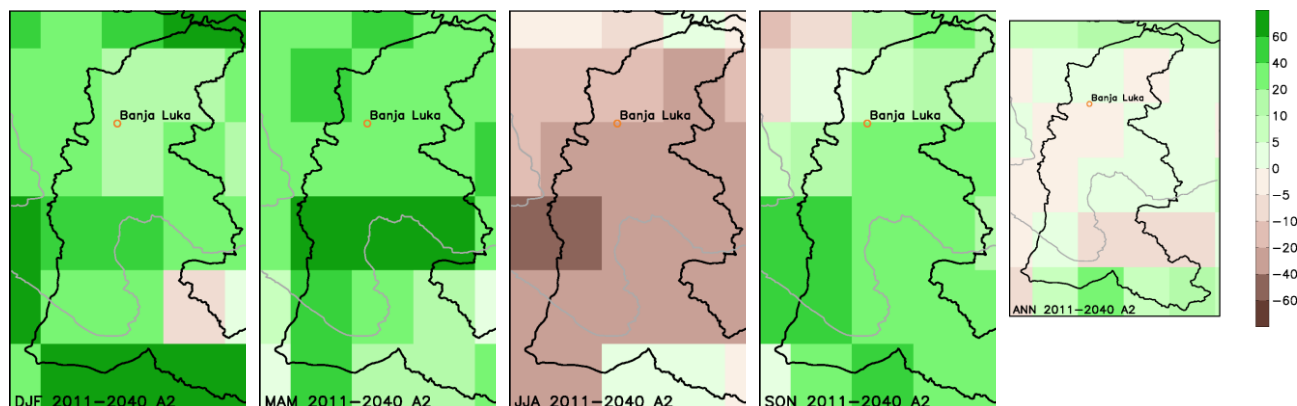 Banja Luka
DJF 2011-2040 A2
Banja Luka
MAM 2011-2040 A2
Banja Luka
JJA 2011-2040 A2
Banja Luka
SON 2011-2040 A2
Banja Luka
ANN 2011-2040 A2
60
40
20
10
5
0
-5
-10
-20
-40
-60